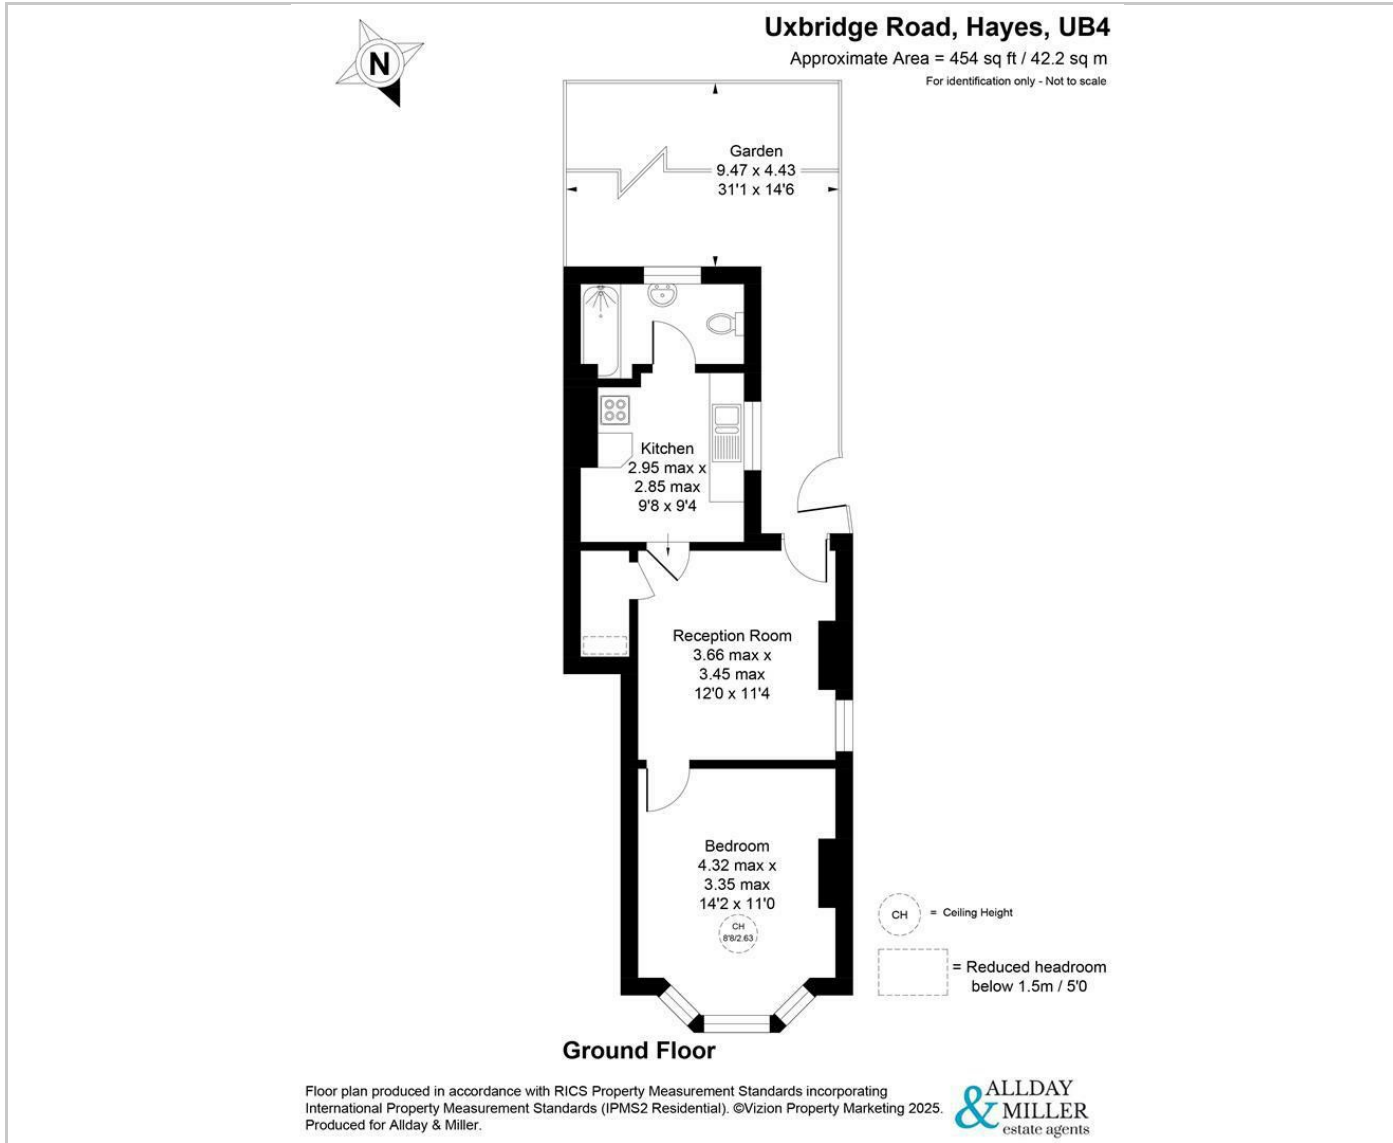 Uxbridge Road, Hayes, UB4
Approximate Area = 454 sq ft / 42.2 sq m
For identification only - Not to scale
N
Garden
9.47 x 4.43
31'1 x 14'6
Kitchen
2.95 max x
2.85 max
9'8 x 9'4
Reception Room
3.66 max x
3.45 max
12'0 x 11'4
Bedroom
4.32 max x
3.35 max
14'2 x 11'0
CH
8'8/2.63
CH = Ceiling Height
= Reduced headroom
below 1.5m / 5'0
Ground Floor
Floor plan produced in accordance with RICS Property Measurement Standards incorporating
International Property Measurement Standards (IPMS2 Residential). ©Vizion Property Marketing 2025.
Produced for Allday & Miller.
ALLDAY
& MILLER
estate agents